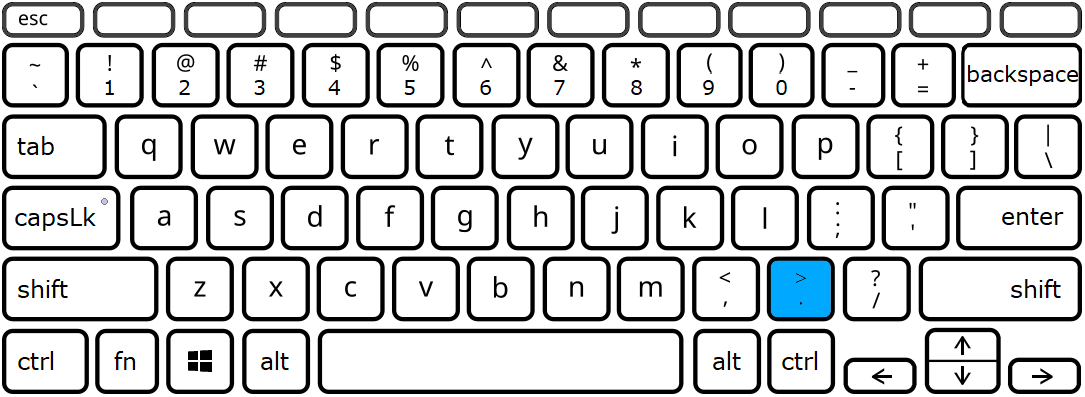 esc
~ ! @ # $ % ^ & * ( ) _ +
` 1 2 3 4 5 6 7 8 9 0 - = backspace
tab q w e r t y u i o p { } |
[ ] \
capsLk a s d f g h j k l : " enter
; '
shift z x c v b n m < > ? shift
, . /
ctrl fn alt alt ctrl ← ↑ ↓ →